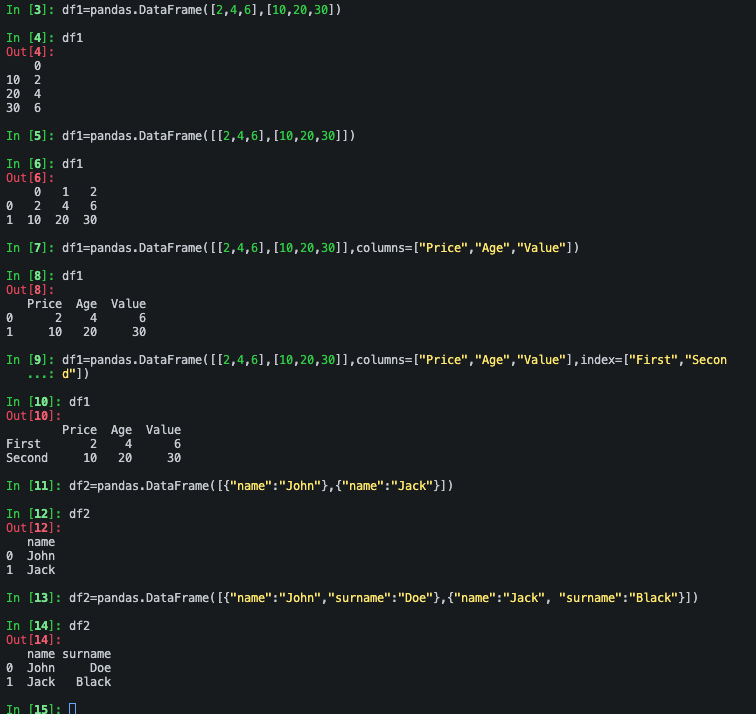 In [3]: df1=pandas.DataFrame([2,4,6],[10,20,30])
In [4]: df1
Out[4]:
0
10 2
20 4
30 6
In [5]: df1=pandas.DataFrame([[2,4,6],[10,20,30]])
In [6]: df1
Out[6]:
0 1 2
0 2 4 6
1 10 20 30
In [7]: df1=pandas.DataFrame([[2,4,6],[10,20,30]],columns=["Price","Age","Value"])
In [8]: df1
Out[8]:
Price Age Value
0 2 4 6
1 10 20 30
In [9]: df1=pandas.DataFrame([[2,4,6],[10,20,30]],columns=["Price","Age","Value"],index=["First","Secon
...: d"])
In [10]: df1
Out[10]:
Price Age Value
First 2 4 6
Second 10 20 30
In [11]: df2=pandas.DataFrame([{"name":"John"},{"name":"Jack"}])
In [12]: df2
Out[12]:
name
0 John
1 Jack
In [13]: df2=pandas.DataFrame([{"name":"John","surname":"Doe"},{"name":"Jack", "surname":"Black"}])
In [14]: df2
Out[14]:
name surname
0 John Doe
1 Jack Black
In [15]: